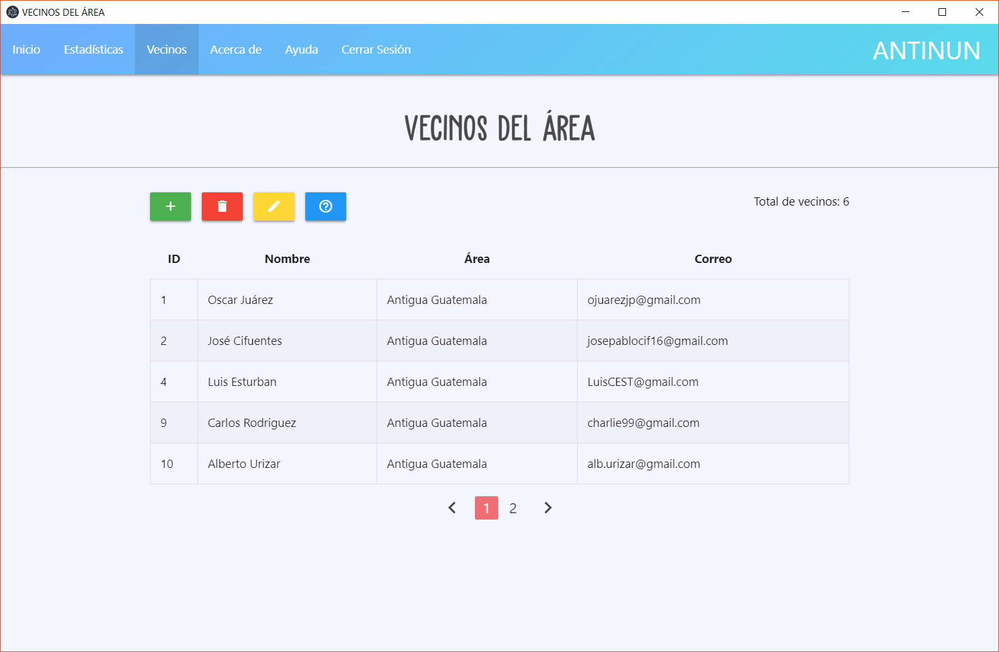 VECINOS DEL ÁREA
Inicio Estadísticas Vecinos Acerca de Ayuda Cerrar Sesión ANTINUN
VECINOS DEL ÁREA
Total de vecinos: 6
ID Nombre Área Correo
1 Oscar Juárez Antigua Guatemala ojuarezjp@gmail.com
2 José Cifuentes Antigua Guatemala josepablocif16@gmail.com
4 Luis Esturban Antigua Guatemala LuisCEST@gmail.com
9 Carlos Rodriguez Antigua Guatemala charlie99@gmail.com
10 Alberto Urizar Antigua Guatemala alb.urizar@gmail.com
1 2